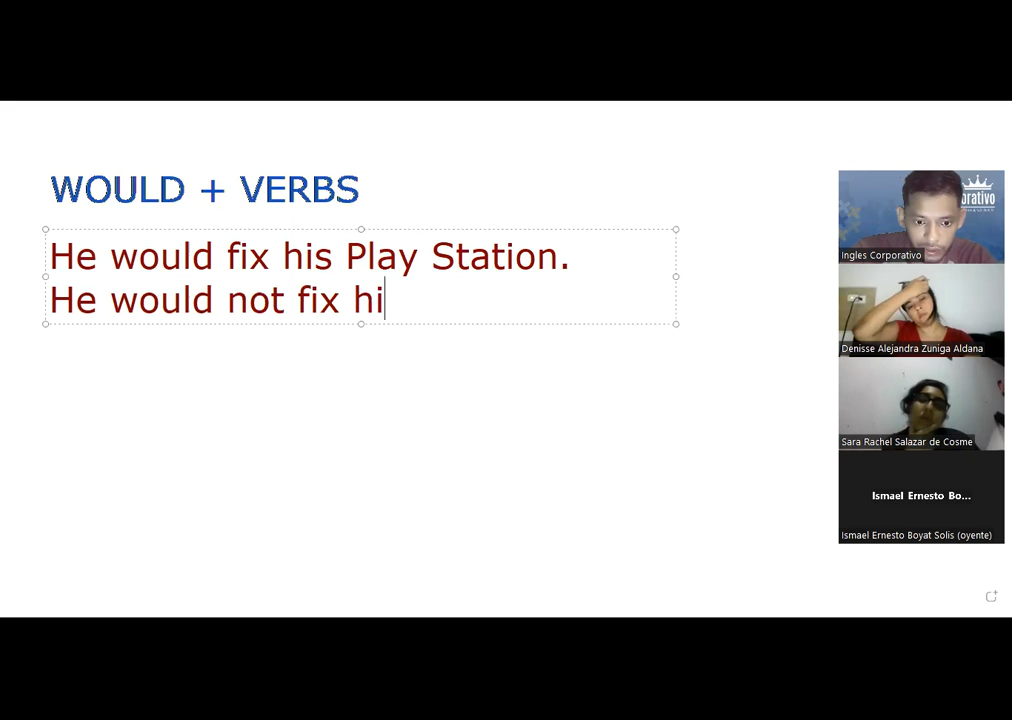 WOULD + VERBS
He would fix his Play Station.
He would not fix hi
orativo
Ingles Corporativo
Denisse Alejandra Zuniga Aldana
Sara Rachel Salazar de Cosme
Ismael Ernesto Bo...
Ismael Ernesto Boyat Solis (oyente)